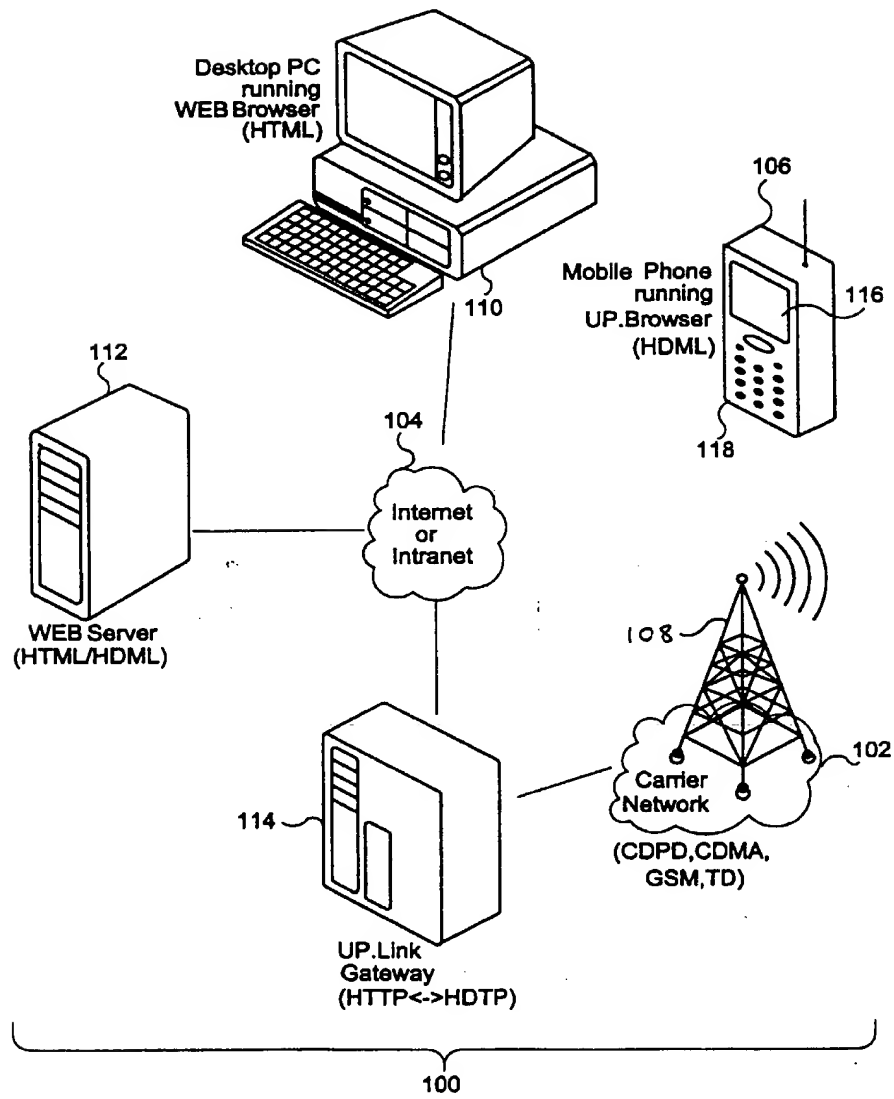 Desktop PC
running
WEB Browser
(HTML)
110
106
Mobile Phone
running
UP.Browser
(HDML)
116
118
112
WEB Server
(HTML/HDML)
104
Internet
or
Intranet
108
Carrier
Network
102
(CDPD,CDMA,
GSM,TD)
114
UP.Link
Gateway
(HTTP<->HDTP)
100